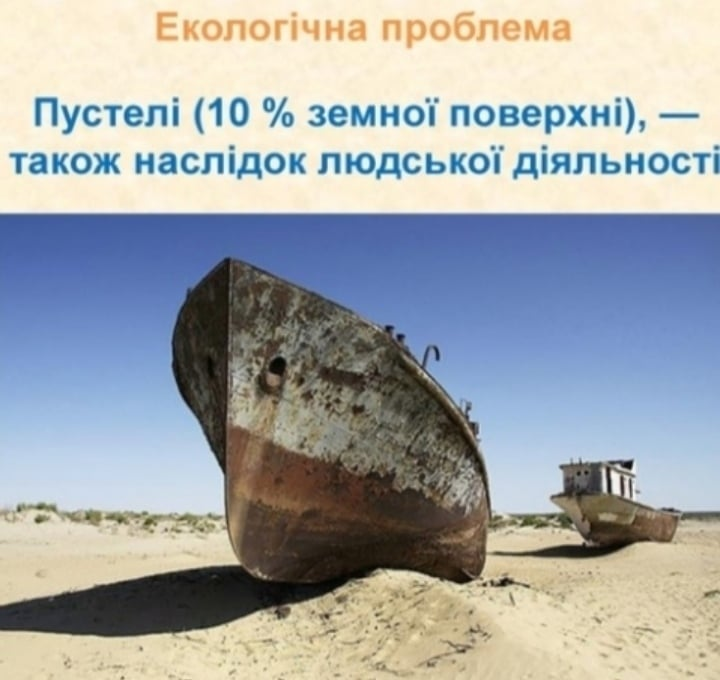 Екологічна проблема
Пустелі (10 % земної поверхні), —
також наслідок людської діяльності